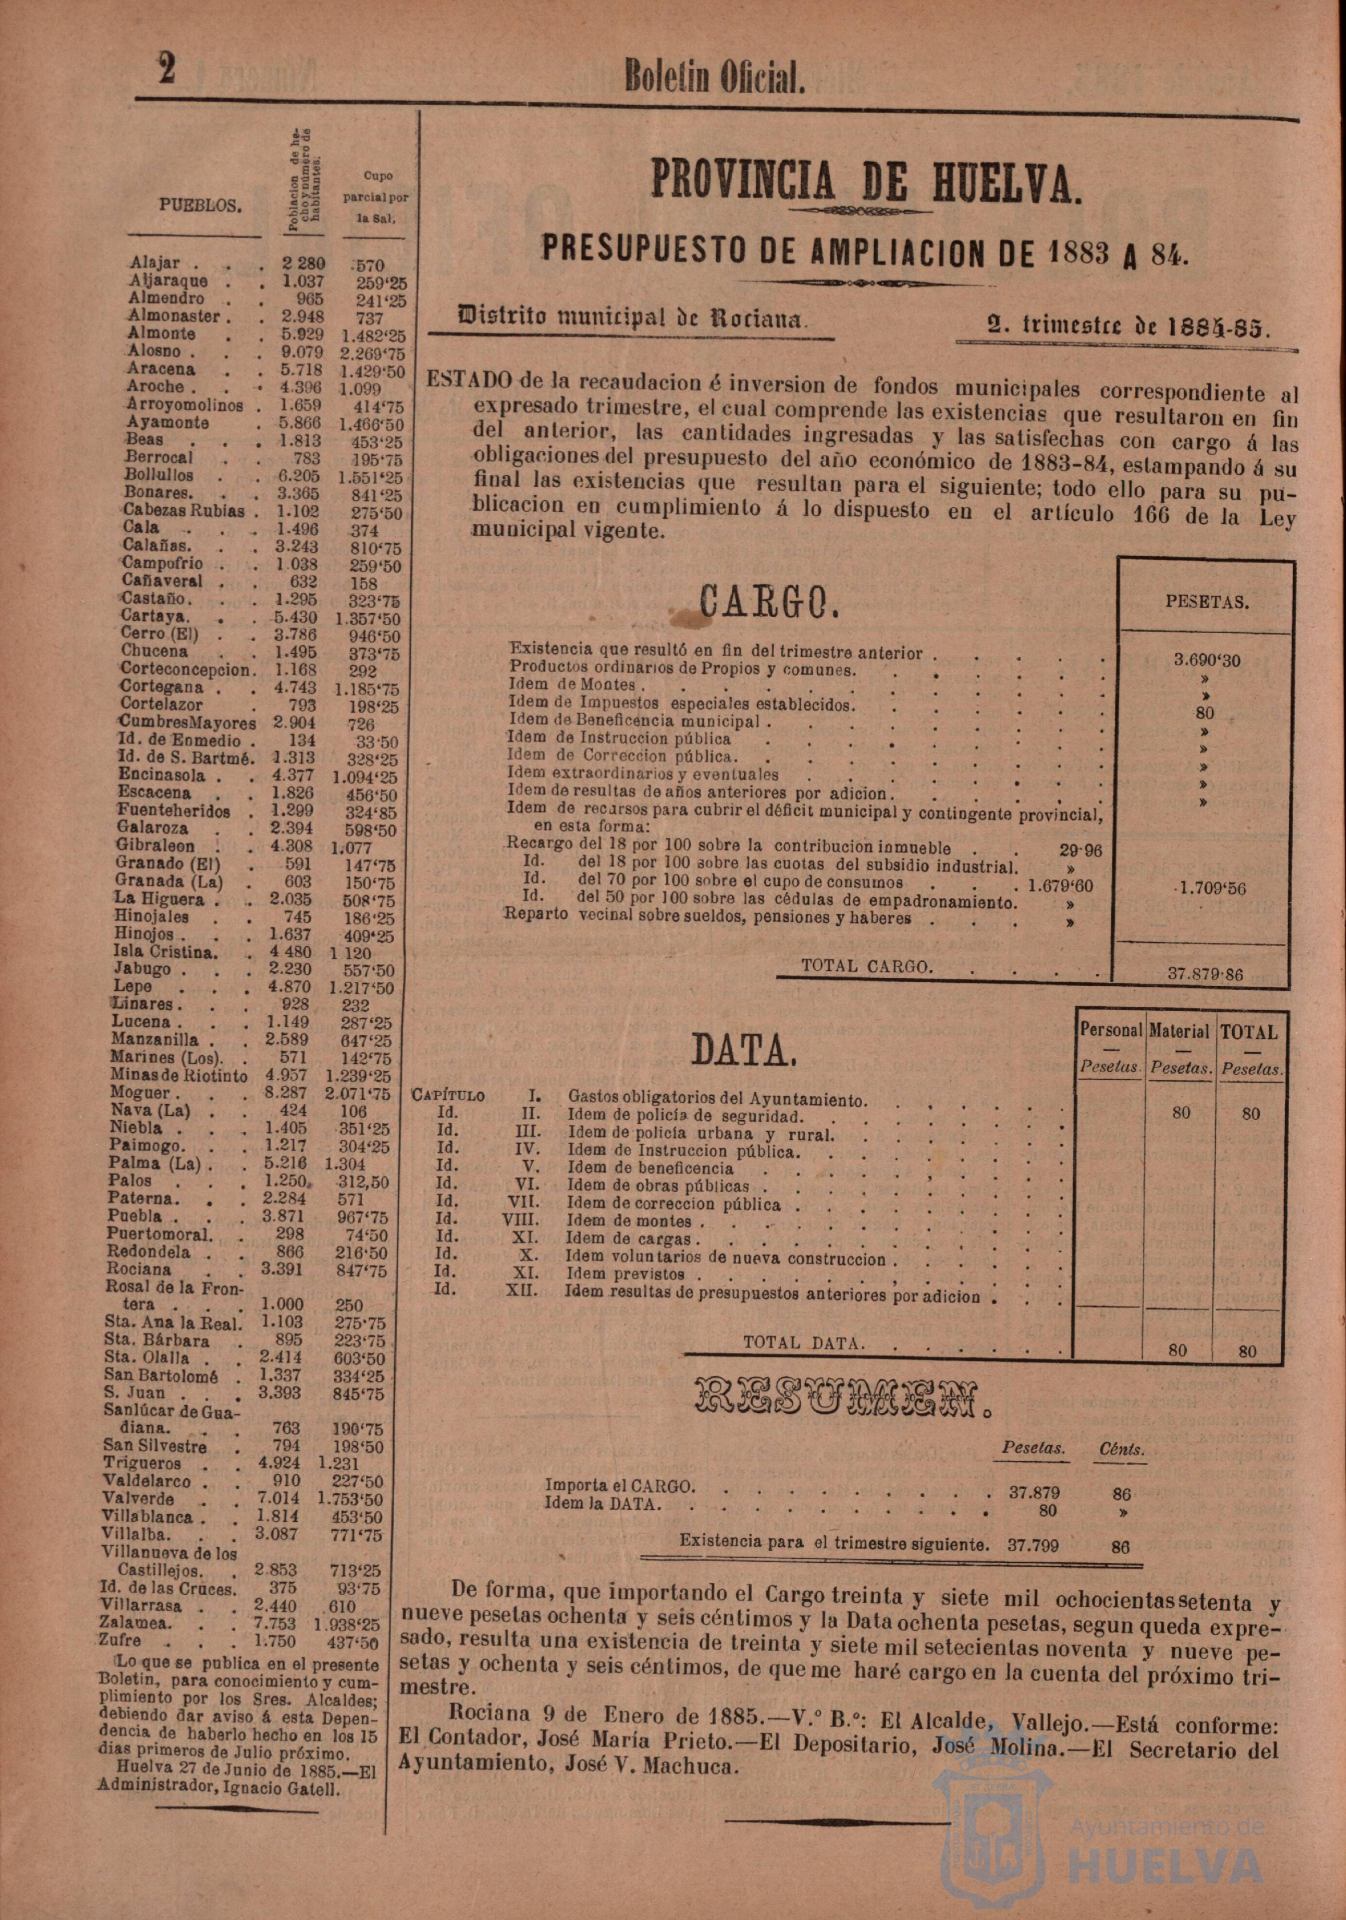 2
Boletin Oficial.
PUEBLOS.
Poblacion de he-
cho y número de
habitantes.
Cupo
parcial por
la Sal.
Alajar . . . 2 280 570
Aljaraque . . 1.037 259‘25
Almendro . . 965 241‘25
Almonaster . . 2.948 737
Almonte . . 5.929 1.482‘25
Alosno . . . 9.079 2.269‘75
Aracena . . 5.718 1.429‘50
Aroche . . . 4.396 1.099
Arroyomolinos . 1.659 414‘75
Ayamonte . . 5.866 1.466‘50
Beas . . . 1.813 453‘25
Berrocal . . 783 195‘75
Bollullos . . 6.205 1.551‘25
Bonares. . . 3.365 841‘25
Cabezas Rubias . 1.102 275‘50
Cala . . . 1.496 374
Calañas. . . 3.243 810‘75
Campofrio . . 1.038 259‘50
Cañaveral . . 632 158
Castaño. . . 1.295 323‘75
Cartaya. . . 5.430 1.357‘50
Cerro (El) . . 3.786 946‘50
Chucena . . 1.495 373‘75
Corteconcepcion. 1.168 292
Cortegana . . 4.743 1.185‘75
Cortelazor . 793 198‘25
CumbresMayores 2.904 726
Id. de Enmedio . 134 33‘50
Id. de S. Bartmé. 1.313 328‘25
Encinasola . . 4.377 1.094‘25
Escacena . . 1.826 456‘50
Fuenteheridos . 1.299 324‘85
Galaroza . . 2.394 598‘50
Gibraleon . . 4.308 1.077
Granado (El) . 591 147‘75
Granada (La) . 603 150‘75
La Higuera . . 2.035 508‘75
Hinojales . . 745 186‘25
Hinojos . . . 1.637 409‘25
Isla Cristina. . 4 480 1 120
Jabugo . . . 2.230 557‘50
Lepe . . . 4.870 1.217‘50
Linares . . . 928 232
Lucena . . . 1.149 287‘25
Manzanilla . . 2.589 647‘25
Marines (Los). . 571 142‘75
Minas de Riotinto 4.957 1.239‘25
Moguer . . . 8.287 2.071‘75
Nava (La) . . 424 106
Niebla . . . 1.405 351‘25
Paimogo. . . 1.217 304‘25
Palma (La) . . 5.216 1.304
Palos . . . 1.250 312,50
Paterna. . . 2.284 571
Puebla . . . 3.871 967‘75
Puertomoral. . 298 74‘50
Redondela . . 866 216‘50
Rociana . . 3.391 847‘75
Rosal de la Fron-
tera . . . 1.000 250
Sta. Ana la Real. 1.103 275‘75
Sta. Bárbara . 895 223‘75
Sta. Olalla . . 2.414 603‘50
San Bartolomé . 1.337 334‘25
S. Juan . . . 3.393 845‘75
Sanlúcar de Gua-
diana. . . 763 190‘75
San Silvestre . 794 198‘50
Trigueros . . 4.924 1.231
Valdelarco . . 910 227‘50
Valverde . . 7.014 1.753‘50
Villablanca . . 1.814 453‘50
Villalba. . . 3.087 771‘75
Villanueva de los
Castillejos. . 2.853 713‘25
Id. de las Cruces. 375 93‘75
Villarrasa . . 2.440 610
Zalamea. . . 7.753 1.938‘25
Zufre . . . 1.750 437‘50
Lo que se publica en el presente
Boletin, para conocimiento y cum-
plimiento por los Sres. Alcaldes;
debiendo dar aviso á esta Depen-
dencia de haberlo hecho en los 15
dias primeros de Julio próximo.
Huelva 27 de Junio de 1885.—El
Administrador, Ignacio Gatell.
PROVINCIA DE HUELVA.
PRESUPUESTO DE AMPLIACION DE 1883 A 84.
Distrito municipal de Rociana. 2. trimestre de 1884-85.
ESTADO de la recaudacion é inversion de fondos municipales correspondiente al
expresado trimestre, el cual comprende las existencias que resultaron en fin
del anterior, las cantidades ingresadas y las satisfechas con cargo á las
obligaciones del presupuesto del año económico de 1883-84, estampando á su
final las existencias que resultan para el siguiente; todo ello para su pu-
blicacion en cumplimiento á lo dispuesto en el artículo 166 de la Ley
municipal vigente.
CARGO.
PESETAS.
Existencia que resultó en fin del trimestre anterior . . . . . 3.690‘30
Productos ordinarios de Propios y comunes. . . . . . »
Idem de Montes . . . . . . . . . . »
Idem de Impuestos especiales establecidos. . . . . . 80
Idem de Beneficencia municipal . . . . . . . »
Idem de Instruccion pública . . . . . . . »
Idem de Correccion pública. . . . . . . . »
Idem extraordinarios y eventuales . . . . . . »
Idem de resultas de años anteriores por adicion. . . . . . »
Idem de recarsos para cubrir el déficit municipal y contingente provincial,
en esta forma:
Recargo del 18 por 100 sobre la contribucion inmueble . . 29·96
Id. del 18 por 100 sobre las cuotas del subsidio industrial. »
Id. del 70 por 100 sobre el cupo de consumos . . . 1.679‘60 1.709‘56
Id. del 50 por 100 sobre las cédulas de empadronamiento. »
Reparto vecinal sobre sueldos, pensiones y haberes . . . »
TOTAL CARGO. . . . . 37.879·86
DATA.
Personal Material TOTAL
Pesetas. Pesetas. Pesetas.
CAPÍTULO I. Gastos obligatorios del Ayuntamiento. . . . . . . 80 80
Id. II. Idem de policía de seguridad. . . . . . .
Id. III. Idem de policía urbana y rural. . . . . . .
Id. IV. Idem de Instruccion pública. . . . . . .
Id. V. Idem de beneficencia . . . . . . .
Id. VI. Idem de obras públicas . . . . . . .
Id. VII. Idem de correccion pública . . . . . . .
Id. VIII. Idem de montes . . . . . . . .
Id. XI. Idem de cargas . . . . . . . .
Id. X. Idem voluntarios de nueva construccion . . . . .
Id. XI. Idem previstos . . . . . . . .
Id. XII. Idem resultas de presupuestos anteriores por adicion . . .
TOTAL DATA. . . . . . . 80 80
RESUMEN.
Pesetas. Cénts.
Importa el CARGO. . . . . . . . . . 37.879 86
Idem la DATA. . . . . . . . . . . 80 »
Existencia para el trimestre siguiente. 37.799 86
De forma, que importando el Cargo treinta y siete mil ochocientas setenta y
nueve pesetas ochenta y seis céntimos y la Data ochenta pesetas, segun queda expre-
sado, resulta una existencia de treinta y siete mil setecientas noventa y nueve pe-
setas y ochenta y seis céntimos, de que me haré cargo en la cuenta del próximo tri-
mestre.
Rociana 9 de Enero de 1885.—V.º B.º: El Alcalde, Vallejo.—Está conforme:
El Contador, José María Prieto.—El Depositario, José Molina.—El Secretario del
Ayuntamiento, José V. Machuca.
Ayuntamiento de
HUELVA